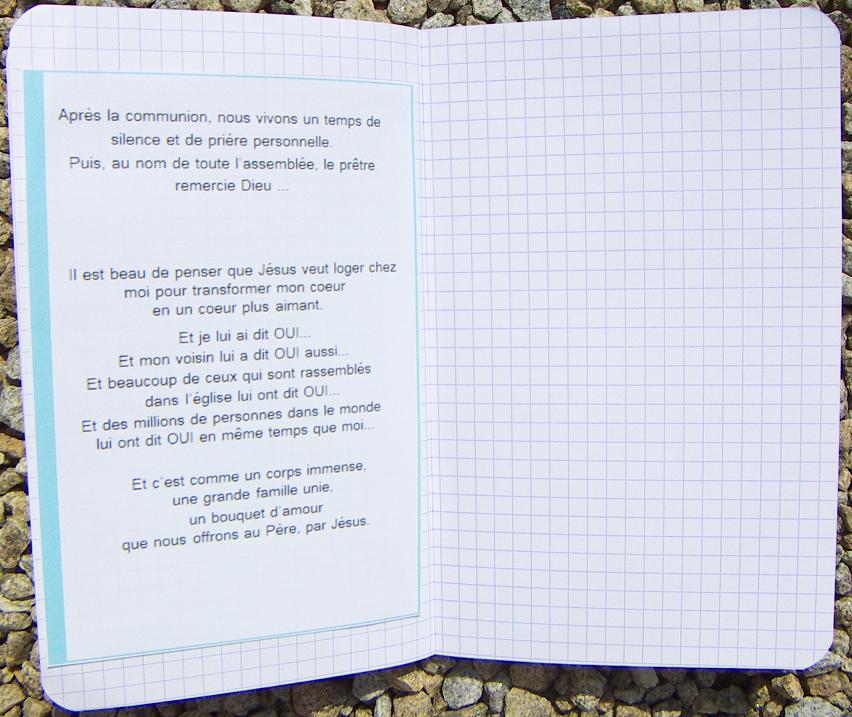 Après la communion, nous vivons un temps de
silence et de prière personnelle.
Puis, au nom de toute l'assemblée, le prêtre
remercie Dieu ...
Il est beau de penser que Jésus veut loger chez
moi pour transformer mon coeur
en un coeur plus aimant.
Et je lui ai dit OUI...
Et mon voisin lui a dit OUI aussi...
Et beaucoup de ceux qui sont rassemblés
dans l'église lui ont dit OUI...
Et des millions de personnes dans le monde
lui ont dit OUI en même temps que moi...
Et c'est comme un corps immense,
une grande famille unie,
un bouquet d'amour
que nous offrons au Père, par Jésus.